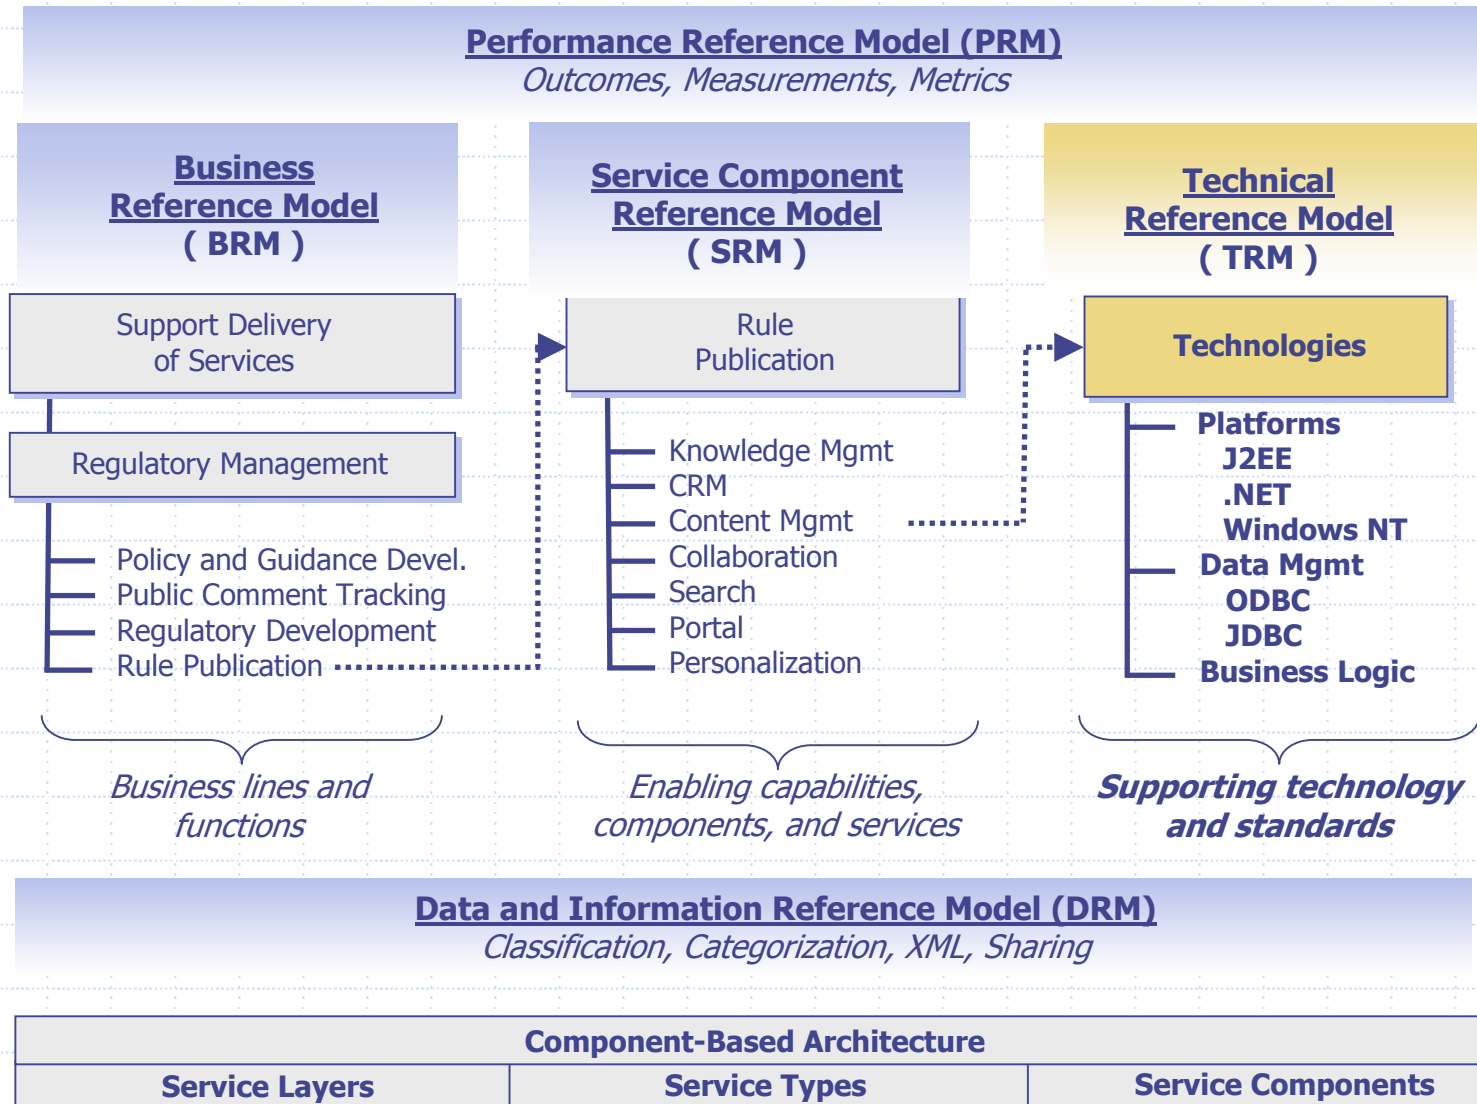 Performance Reference Model (PRM)
Outcomes, Measurements, Metrics
Business
Reference Model
( BRM )
Support Delivery
of Services
Regulatory Management
Policy and Guidance Devel.
Public Comment Tracking
Regulatory Development
Rule Publication
Business lines and
functions
Service Component
Reference Model
( SRM )
Rule
Publication
Knowledge Mgmt
CRM
Content Mgmt
Collaboration
Search
Portal
Personalization
Enabling capabilities,
components, and services
Technical
Reference Model
( TRM )
Technologies
Platforms
J2EE
.NET
Windows NT
Data Mgmt
ODBC
JDBC
Business Logic
Supporting technology
and standards
Data and Information Reference Model (DRM)
Classification, Categorization, XML, Sharing
Component-Based Architecture
Service Layers
Service Types
Service Components